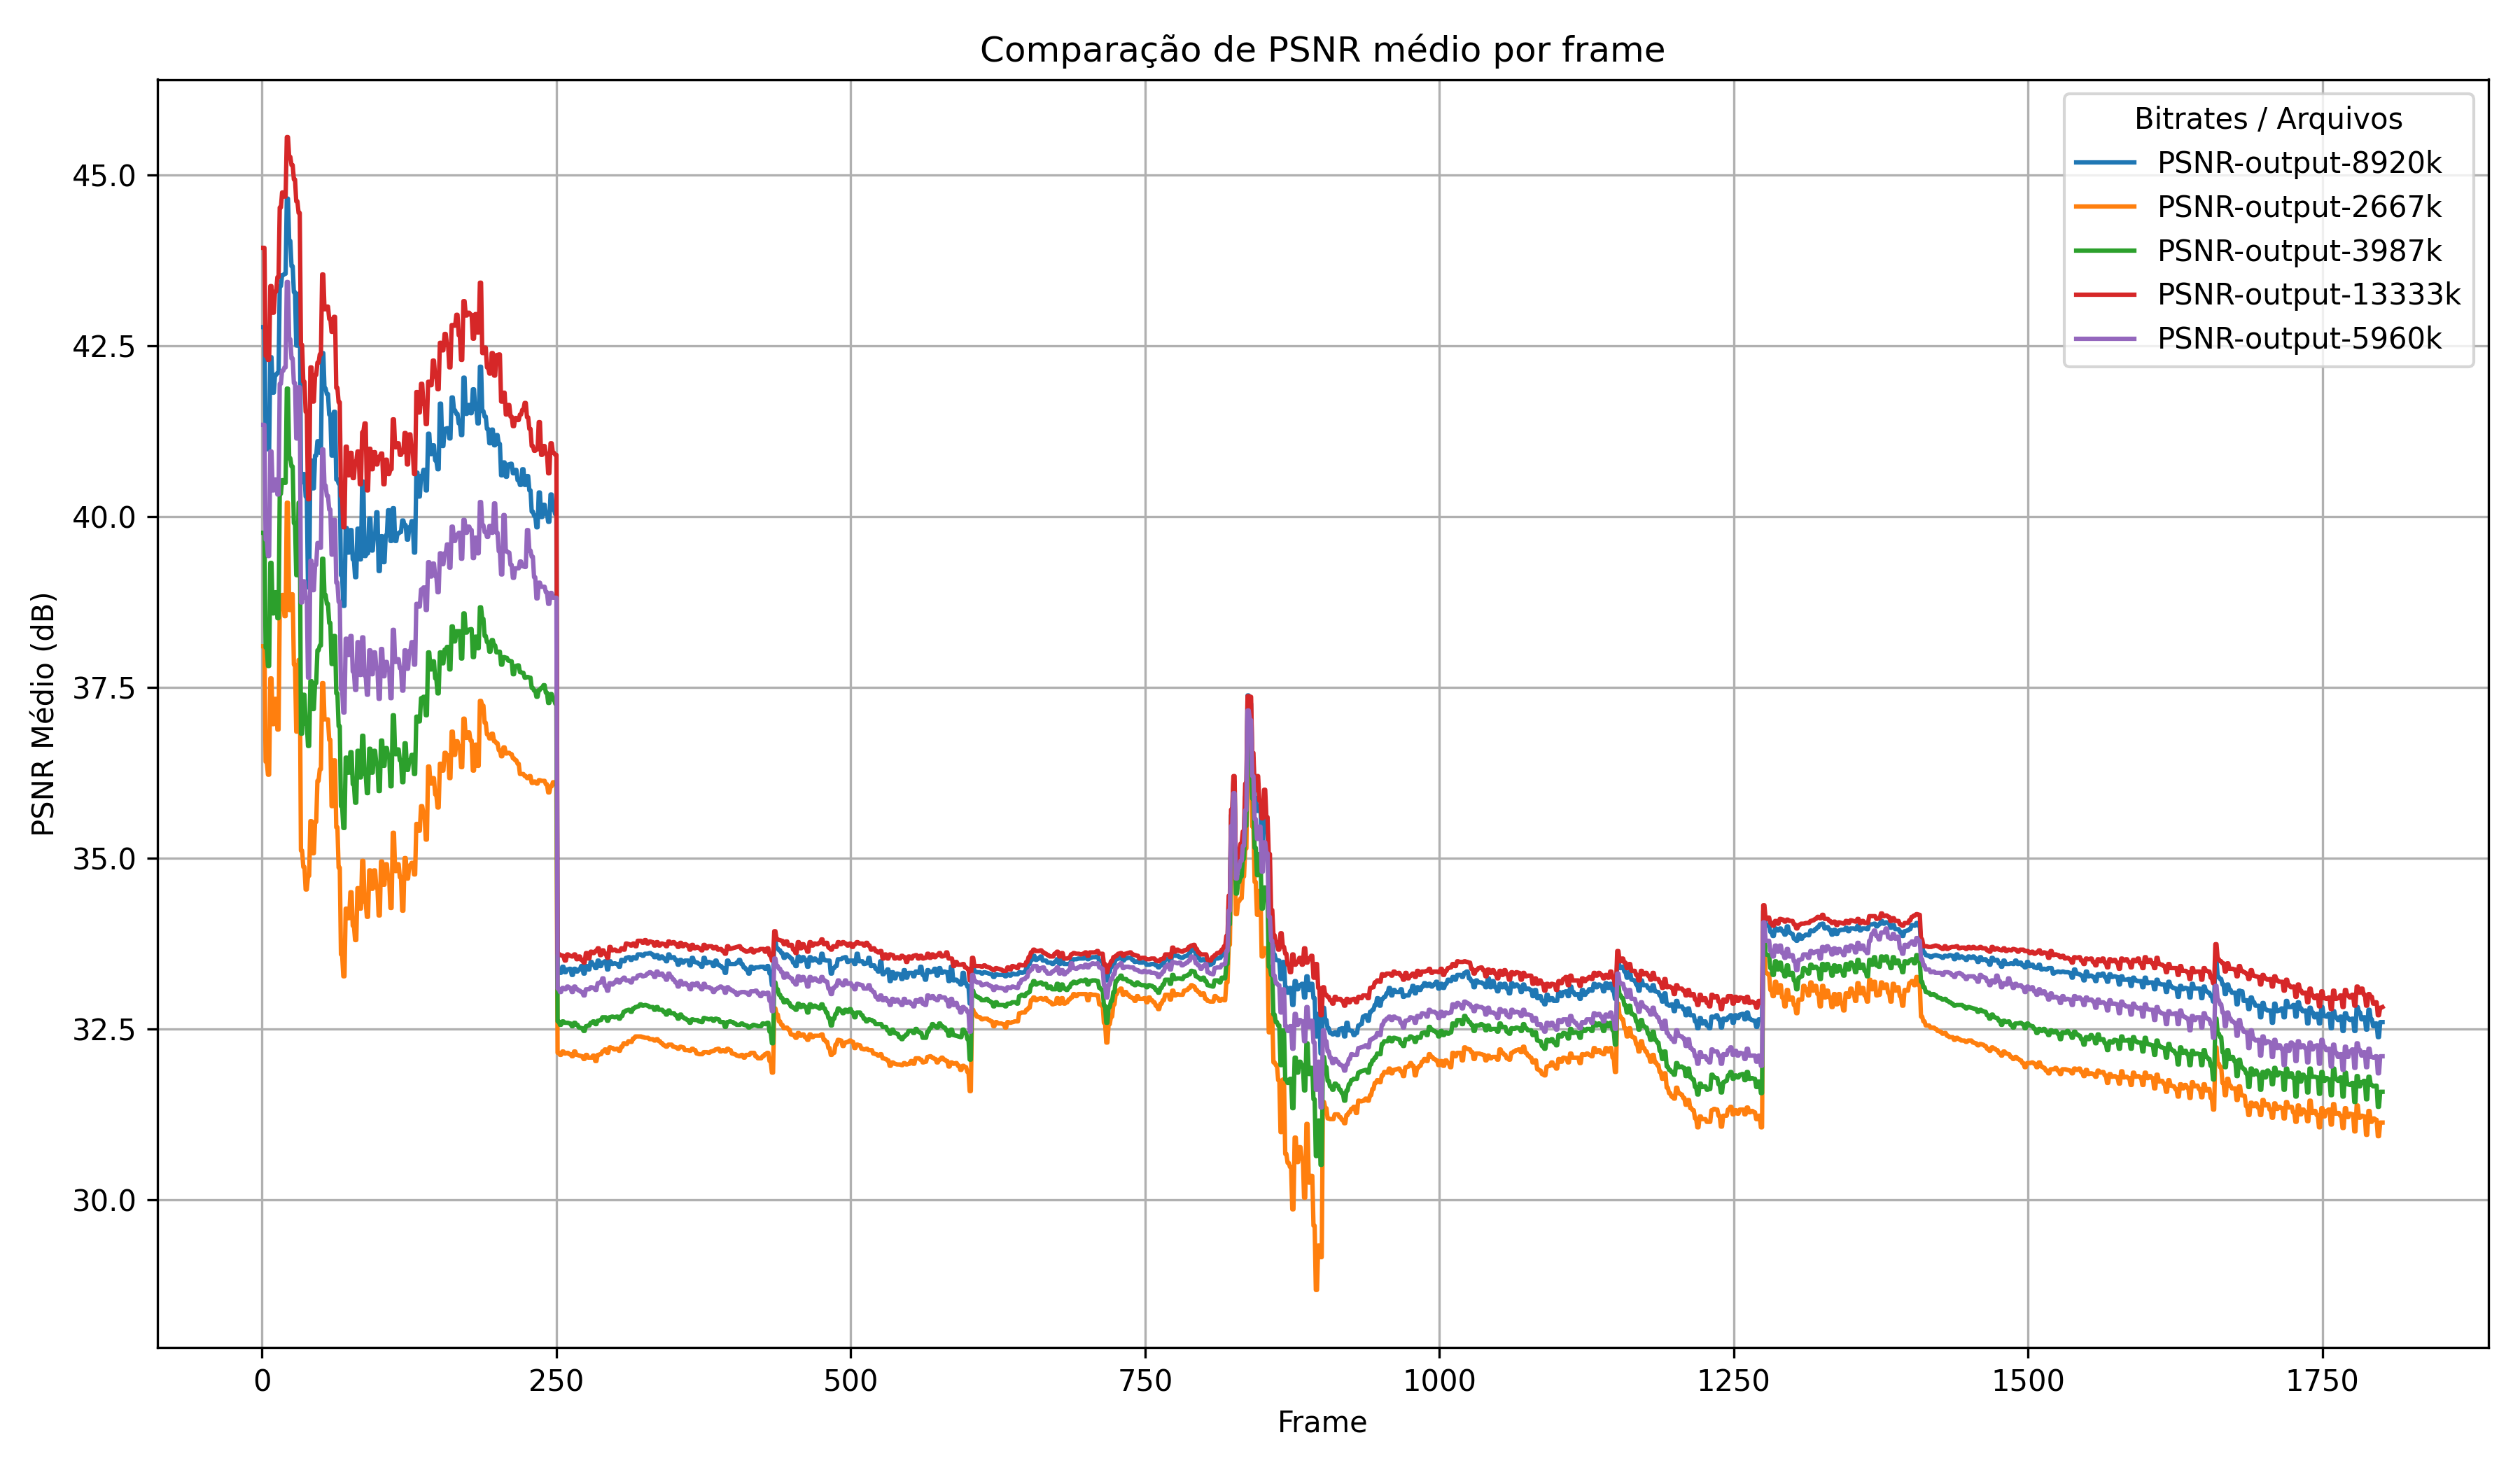 Comparação de PSNR médio por frame
Bitrates / Arquivos
PSNR-output-8920k
PSNR-output-2667k
PSNR-output-3987k
PSNR-output-13333k
PSNR-output-5960k
PSNR Médio (dB)
45.0
42.5
40.0
37.5
35.0
32.5
30.0
0
250
500
750
1000
1250
1500
1750
Frame